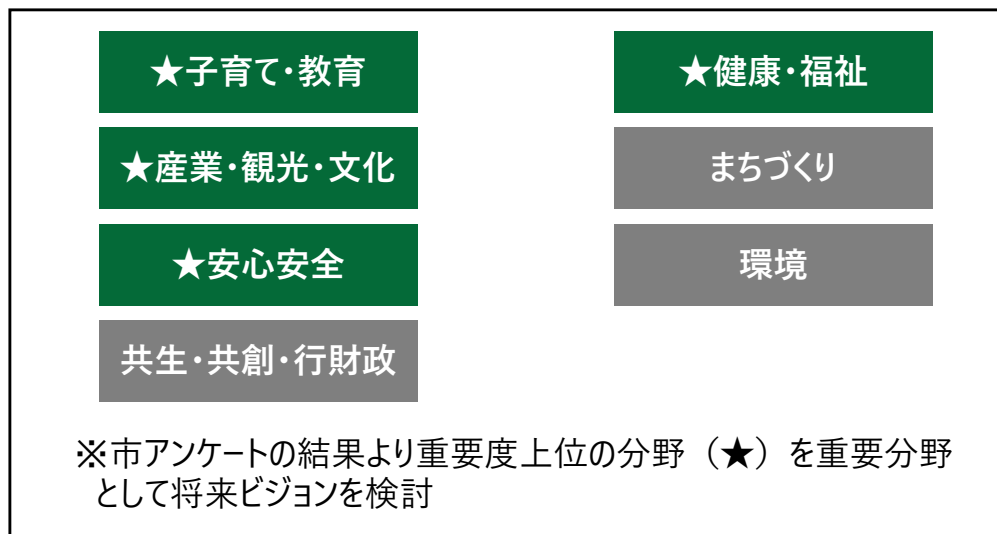 ★子育て・教育
★健康・福祉
★産業・観光・文化
まちづくり
★安心安全
環境
共生・共創・行財政
※市アンケートの結果より重要度上位の分野（★）を重要分野
として将来ビジョンを検討